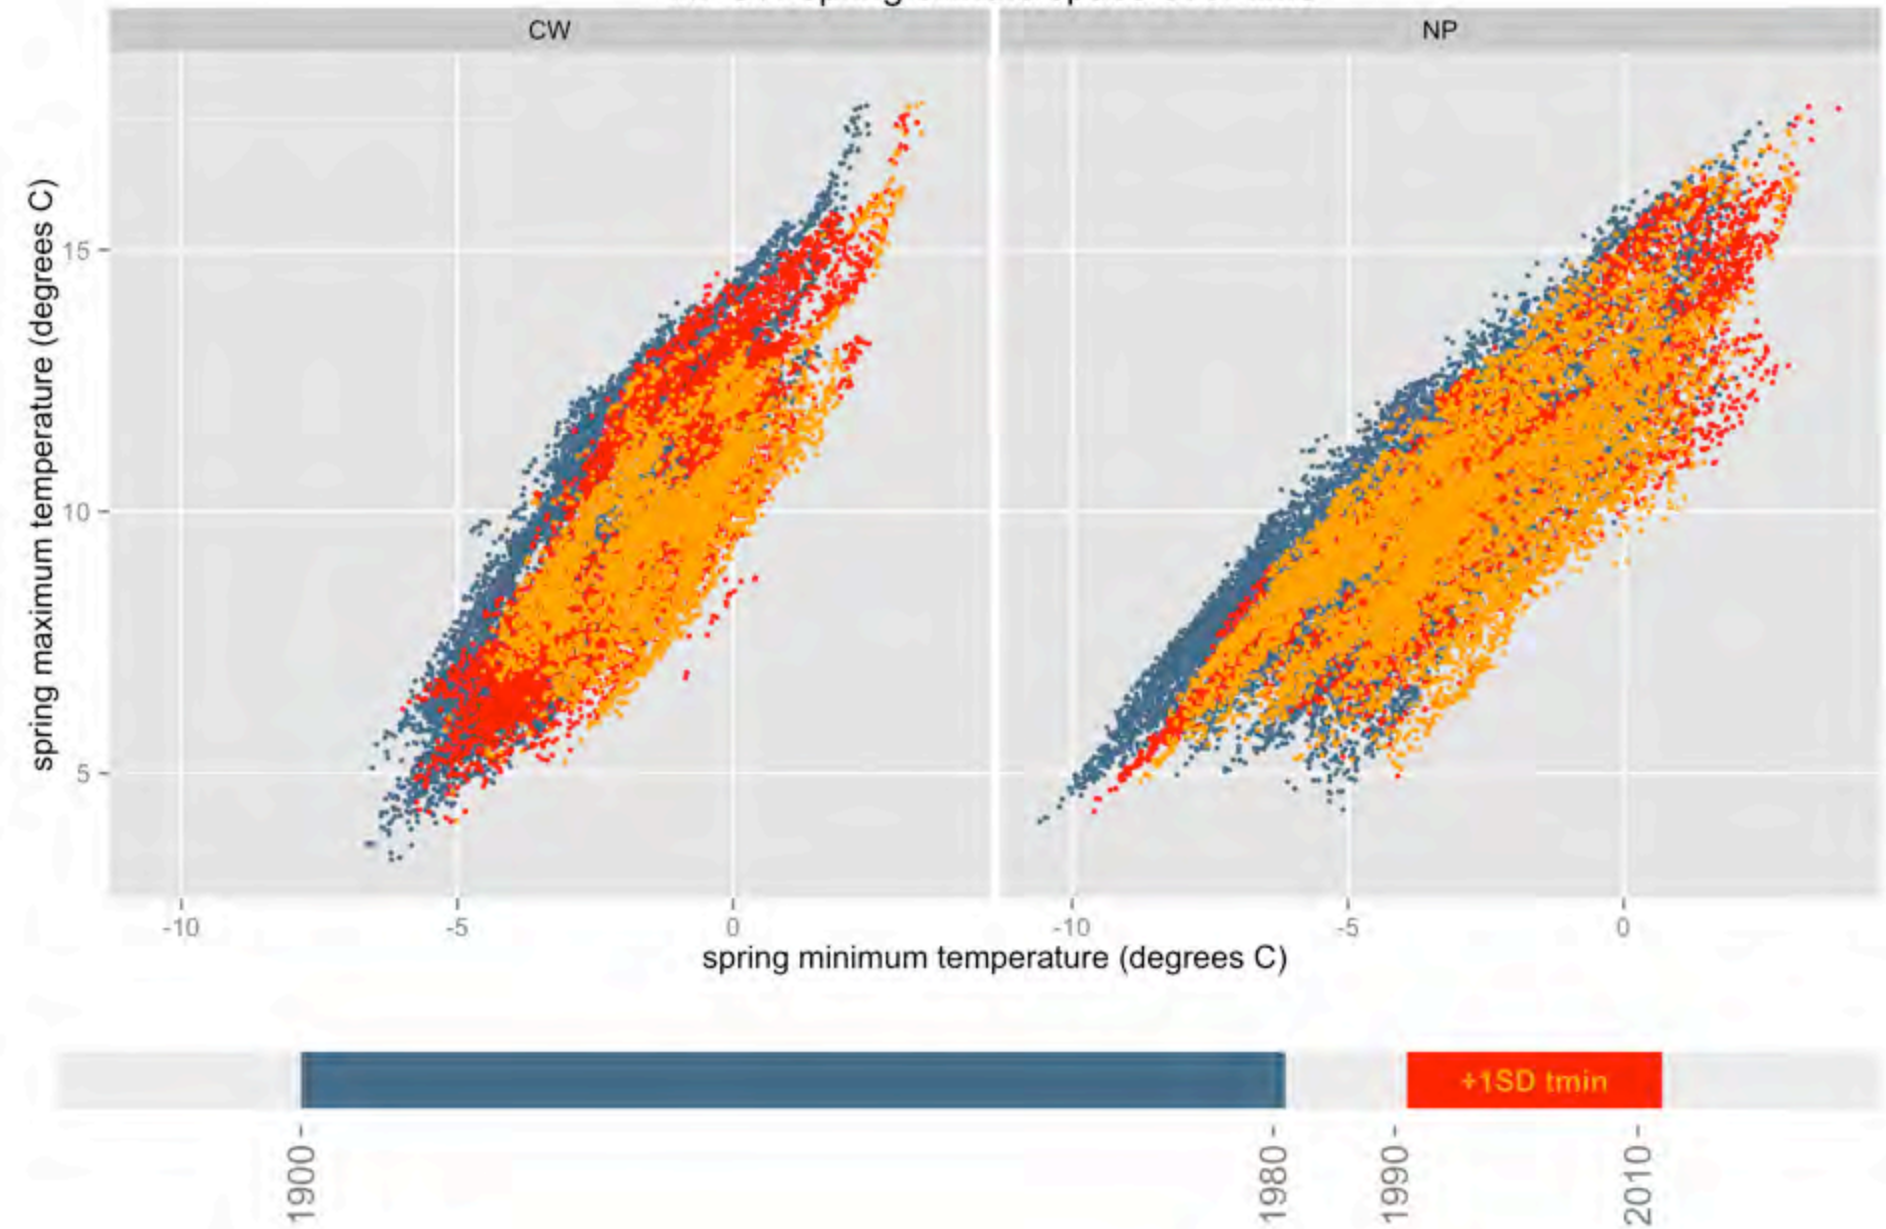 CW
NP
spring maximum temperature (degrees C)
15
10
5
-10
-5
0
-10
-5
0
spring minimum temperature (degrees C)
+1SD tmin
1900
1980
1990
2010